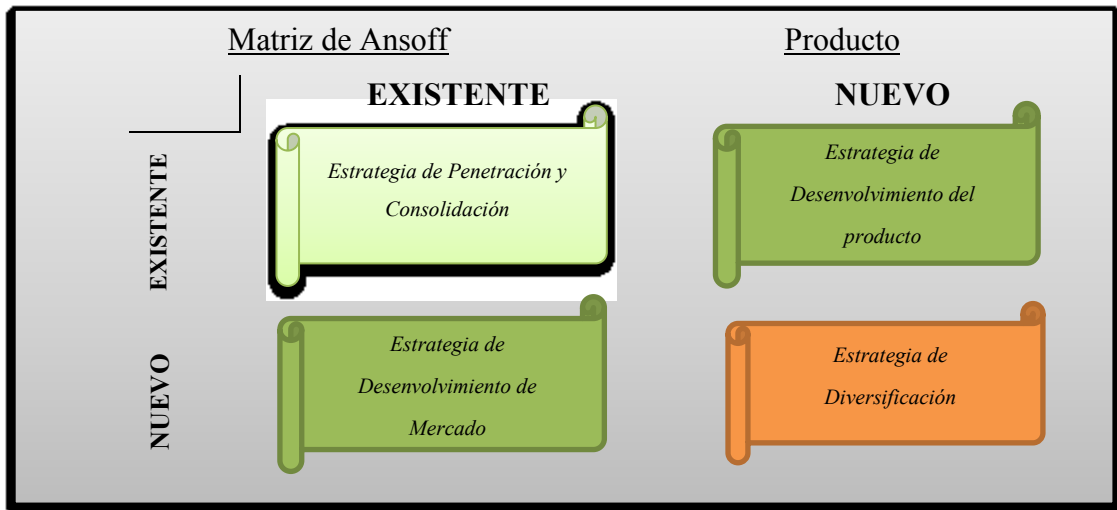 Matriz de Ansoff
Producto
EXISTENTE
NUEVO
EXISTENTE
Estrategia de Penetración y
Consolidación
Estrategia de
Desenvolvimiento del
producto
NUEVO
Estrategia de
Desenvolvimiento de
Mercado
Estrategia de
Diversificación